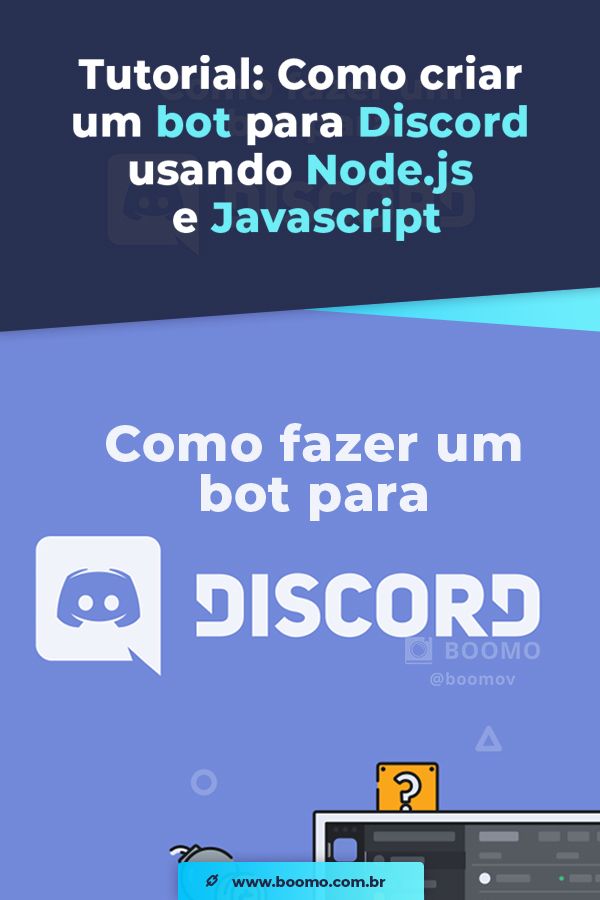 Tutorial: Como criar
um bot para Discord
usando Node.js
e Javascript
Como fazer um
bot para
DISCORD
BOOMO
@boomov
?
www.boomo.com.br